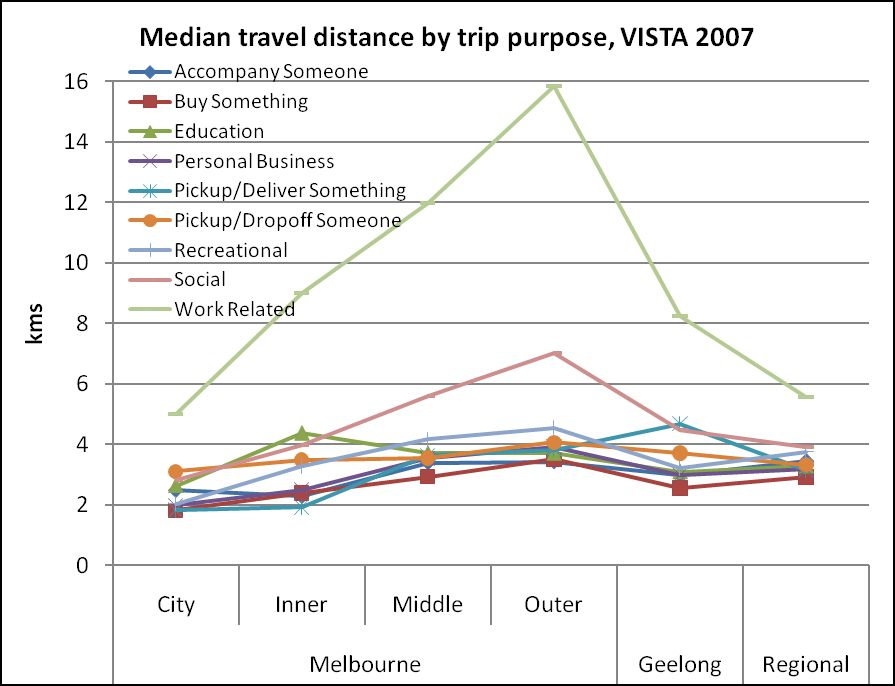 Median travel distance by trip purpose, VISTA 2007
16
14
12
10
8
6
4
2
0
kms
Accompany Someone
Buy Something
Education
Personal Business
Pickup/Deliver Something
Pickup/Dropoff Someone
Recreational
Social
Work Related
City Inner Middle Outer
Melbourne Geelong Regional